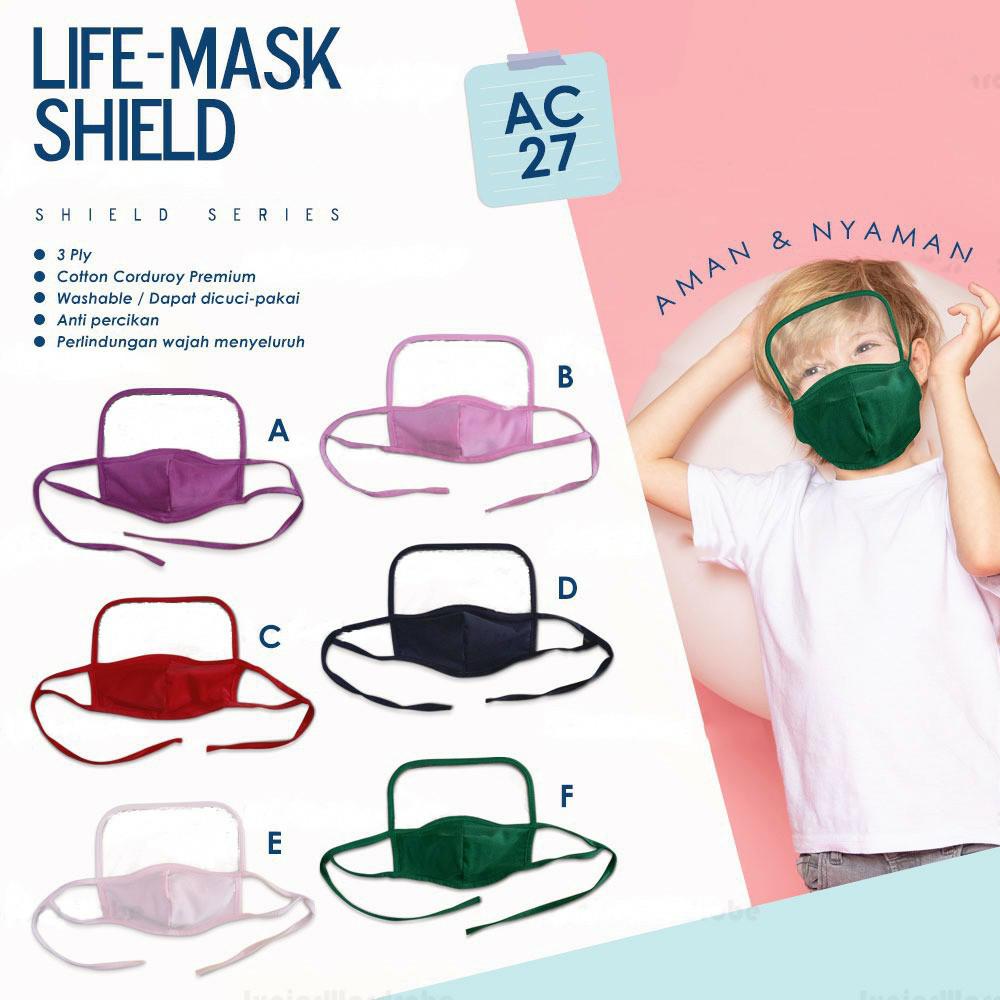 LIFE-MASK
SHIELD
AC
27
SHIELD SERIES
3 Ply
Cotton Corduroy Premium
Washable / Dapat dicuci-pakai
Anti percikan
Perlindungan wajah menyeluruh
AMAN & NYAMAN
A
B
C
D
E
F